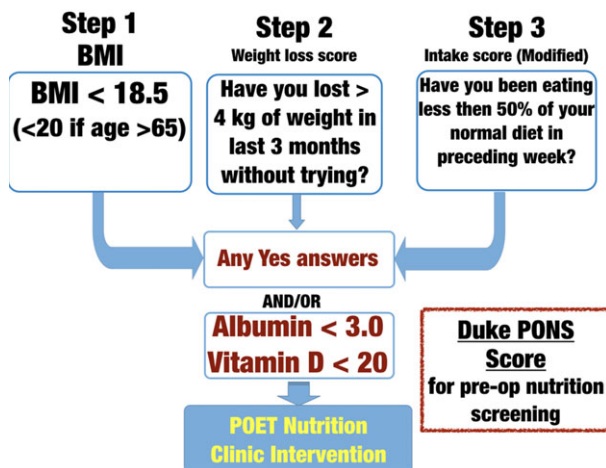 Step 1
BMI
BMI < 18.5
(<20 if age >65)
Step 2
Weight loss score
Have you lost >
4 kg of weight in
last 3 months
without trying?
Step 3
Intake score (Modified)
Have you been eating
less then 50% of your
normal diet in
preceding week?
Any Yes answers
AND/OR
Albumin < 3.0
Vitamin D < 20
POET Nutrition
Clinic Intervention
Duke PONS
Score
for pre-op nutrition
screening